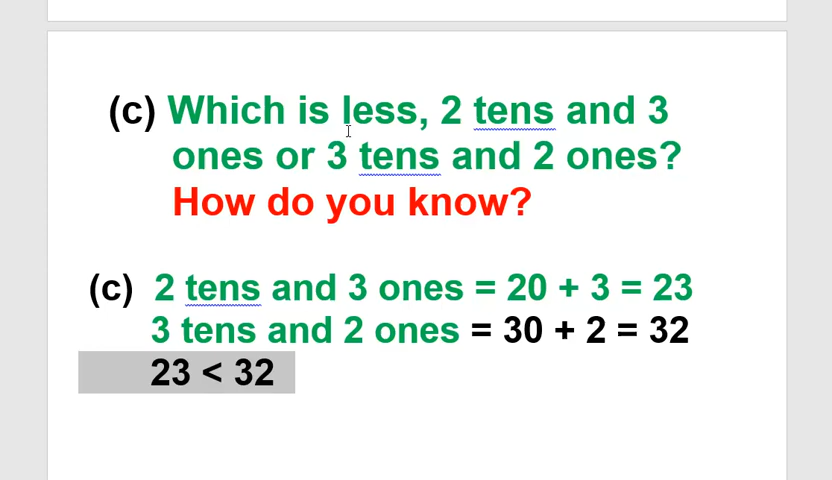 (c) Which is less, 2 tens and 3
ones or 3 tens and 2 ones?
How do you know?
(c) 2 tens and 3 ones = 20 + 3 = 23
3 tens and 2 ones = 30 + 2 = 32
23 < 32